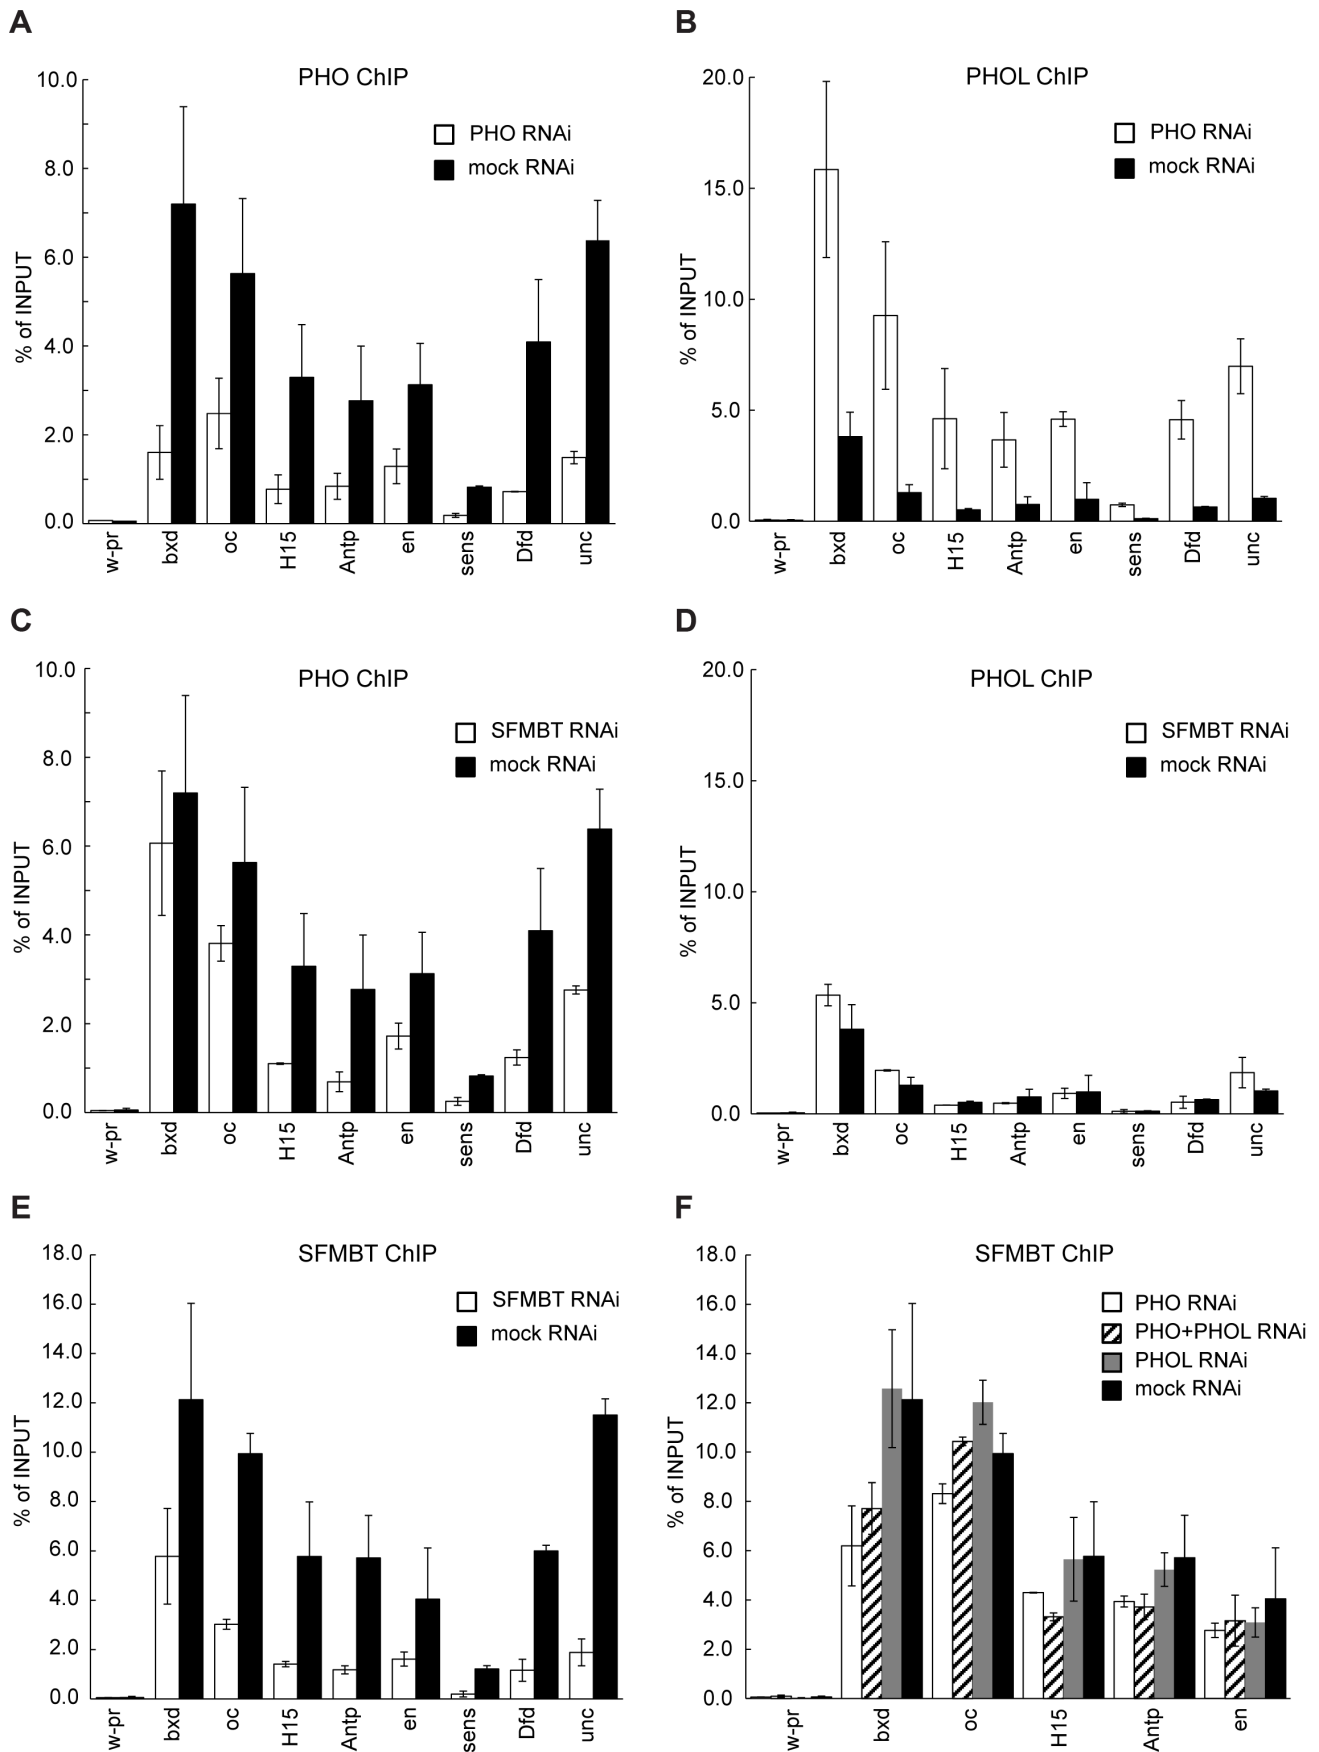 A
PHO ChIP
PHO RNAi
mock RNAi
% of INPUT
10.0
8.0
6.0
4.0
2.0
0.0
w-pr bxd oc H15 Antp en sens Dfd unc
B
PHOL ChIP
PHO RNAi
mock RNAi
% of INPUT
20.0
15.0
10.0
5.0
0.0
w-pr bxd oc H15 Antp en sens Dfd unc
C
PHO ChIP
SFMBT RNAi
mock RNAi
% of INPUT
10.0
8.0
6.0
4.0
2.0
0.0
w-pr bxd oc H15 Antp en sens Dfd unc
D
PHOL ChIP
SFMBT RNAi
mock RNAi
% of INPUT
20.0
15.0
10.0
5.0
0.0
w-pr bxd oc H15 Antp en sens Dfd unc
E
SFMBT ChIP
SFMBT RNAi
mock RNAi
% of INPUT
18.0
16.0
14.0
12.0
10.0
8.0
6.0
4.0
2.0
0.0
w-pr bxd oc H15 Antp en sens Dfd unc
F
SFMBT ChIP
PHO RNAi
PHO+PHOL RNAi
PHOL RNAi
mock RNAi
% of INPUT
18.0
16.0
14.0
12.0
10.0
8.0
6.0
4.0
2.0
0.0
w-pr bxd oc H15 Antp en